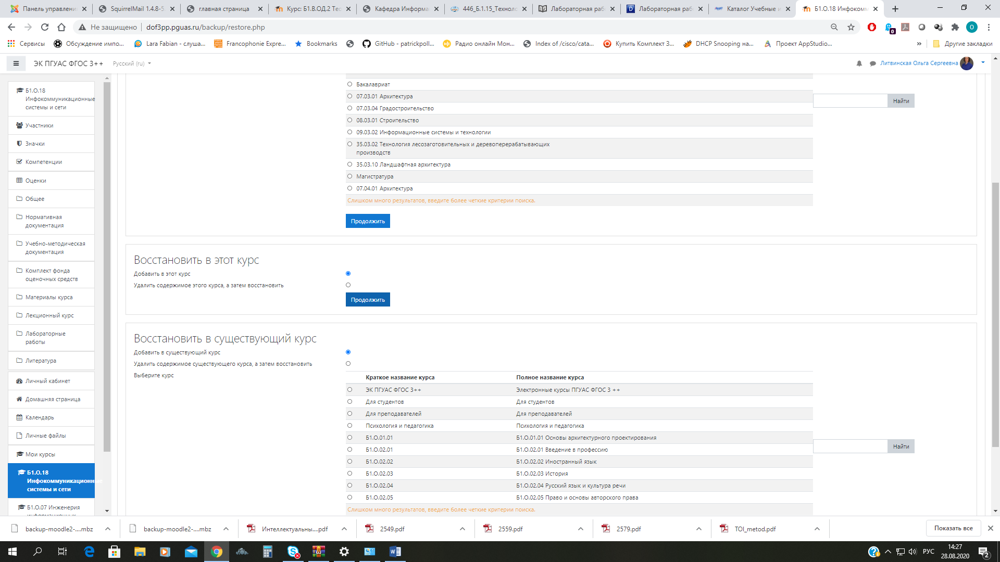 Панель управлени
SquirrelMail 1.4.8-5.
главная страница
Курс: Б1.В.ОД.2 Тес
Кафедра Информа
446_Б.1.15_Техноло
Лабораторная раб
Лабораторная раб
Каталог Учебные и
Б1.О.18 Инфокомм
Не защищено
dof3pp.pguas.ru/backup/restore.php
0
О
Сервисы
Обсуждение импо...
Lara Fabian - слуша...
Francophonie Expre...
Bookmarks
GitHub - patrickpoll...
Радио онлайн Мон...
Index of /cisco/cata...
Купить Комплект З...
DHCP Snooping на...
Проект AppStudio...
»
Другие закладки
ЭК ПГУАС ФГОС 3++
Русский (ru)
Литвинская Ольга Сергеевна
Б1.О.18
Инфокоммуникационные
системы и сети
Участники
Значки
Компетенции
Оценки
Общее
Нормативная
документация
Учебно-методическая
документация
Комплект фонда
оценочных средств
Материалы курса
Лекционный курс
Лабораторные
работы
Литература
Личный кабинет
Домашняя страница
Календарь
Личные файлы
Мои курсы
Б1.О.18
Инфокоммуникационные
системы и сети
Б1.О.07 Инженерия
информационных
Бакалавриат
07.03.01 Архитектура
07.03.04 Градостроительство
08.03.01 Строительство
09.03.02 Информационные системы и технологии
35.03.02 Технология лесозаготовительных и деревоперерабатывающих
производств
35.03.10 Ландшафтная архитектура
Магистратура
07.04.01 Архитектура
Слишком много результатов, введите более четкие критерии поиска.
Найти
Продолжить
Восстановить в этот курс
Добавить в этот курс
Удалить содержимое этого курса, а затем восстановить
Продолжить
Восстановить в существующий курс
Добавить в существующий курс
Удалить содержимое существующего курса, а затем восстановить
Выберите курс
Краткое название курса Полное название курса
ЭК ПГУАС ФГОС 3++ Электронные курсы ПГУАС ФГОС 3 ++
Для студентов Для студентов
Для преподавателей Для преподавателей
Психология и педагогика Психология и педагогика
Б1.О.01.01 Б1.О.01.01 Основы архитектурного проектирования
Б1.О.02.01 Б1.О.02.01 Введение в профессию
Б1.О.02.02 Б1.О.02.02 Иностранный язык
Б1.О.02.03 Б1.О.02.03 История
Б1.О.02.04 Б1.О.02.04 Русский язык и культура речи
Б1.О.02.05 Б1.О.02.05 Право и основы авторского права
Слишком много результатов, введите более четкие критерии поиска.
Найти
backup-moodle2-....mbz
backup-moodle2-....mbz
Интеллектуальны....pdf
2549.pdf
2559.pdf
2579.pdf
TOI_metod.pdf
Показать все
РУС
14:27
28.08.2020
2